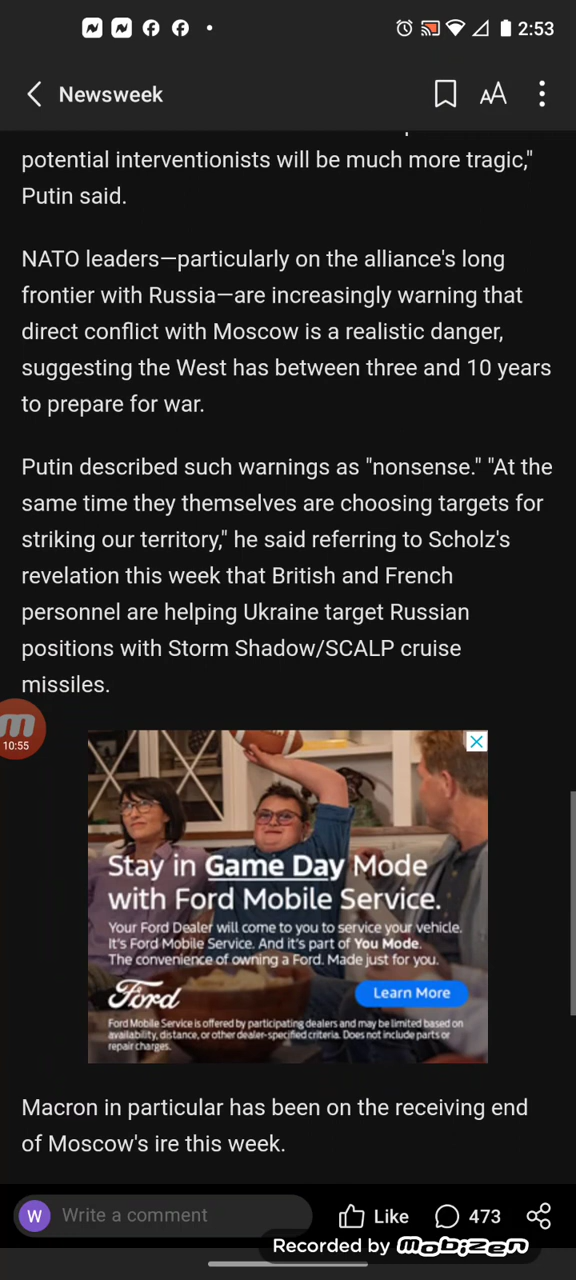 2:53
Newsweek
potential interventionists will be much more tragic,"
Putin said.
NATO leaders—particularly on the alliance's long
frontier with Russia—are increasingly warning that
direct conflict with Moscow is a realistic danger,
suggesting the West has between three and 10 years
to prepare for war.
Putin described such warnings as "nonsense." "At the
same time they themselves are choosing targets for
striking our territory," he said referring to Scholz's
revelation this week that British and French
personnel are helping Ukraine target Russian
positions with Storm Shadow/SCALP cruise
missiles.
10:55
Stay in Game Day Mode
with Ford Mobile Service.
Your Ford Dealer will come to you to service your vehicle.
It's Ford Mobile Service. And it's part of You Mode.
The convenience of owning a Ford. Made just for you.
Ford
Learn More
Ford Mobile Service is offered by participating dealers and may be limited based on
availability, distance, or other dealer-specified criteria. Does not include parts or
repair charges.
Macron in particular has been on the receiving end
of Moscow's ire this week.
W
Write a comment
Like
473
Recorded by mobizen